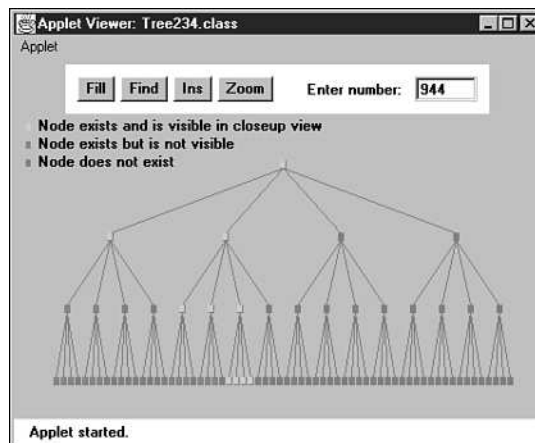 Applet Viewer: Tree234.class
Applet
Fill Find Ins Zoom Enter number: 944
Node exists and is visible in closeup view
Node exists but is not visible
Node does not exist
Applet started.